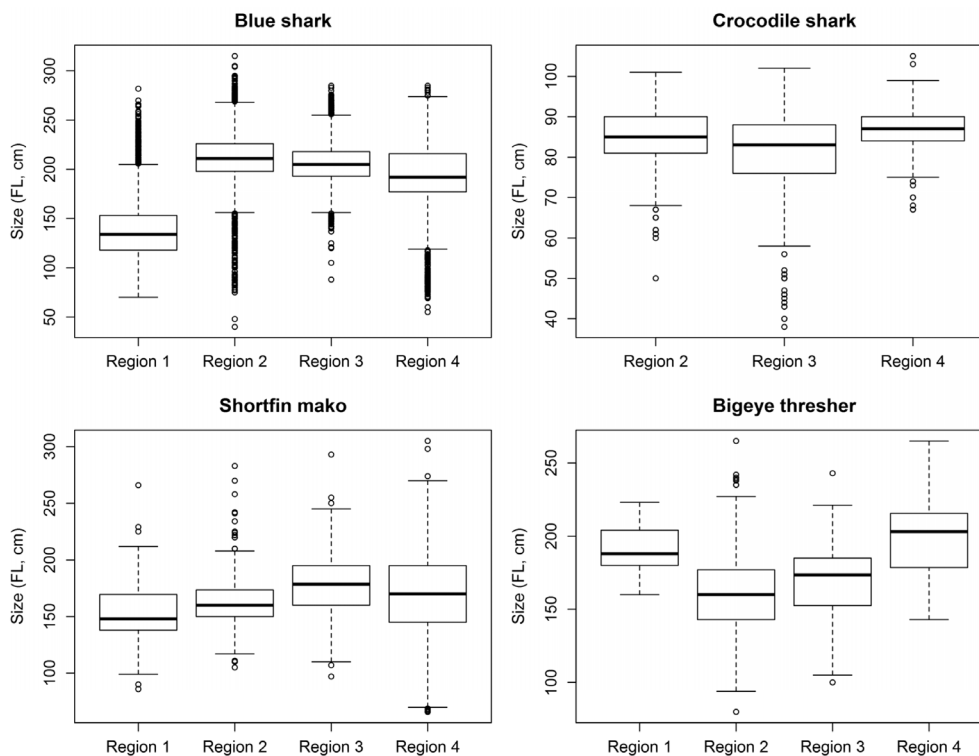 Blue shark
Size (FL, cm)
300
250
200
150
100
50
Region 1 Region 2 Region 3 Region 4
Crocodile shark
Size (FL, cm)
100
90
80
70
60
50
40
Region 2 Region 3 Region 4
Shortfin mako
Size (FL, cm)
300
250
200
150
100
Region 1 Region 2 Region 3 Region 4
Bigeye thresher
Size (FL, cm)
250
200
150
100
Region 1 Region 2 Region 3 Region 4